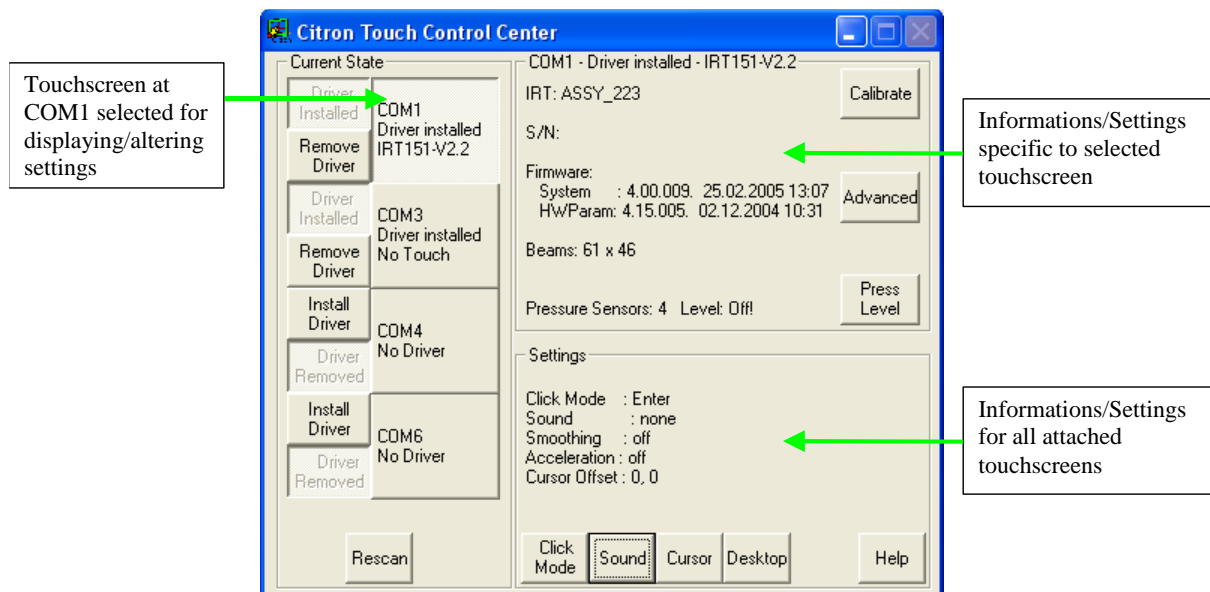 Citron Touch Control Center
Touchscreen at
COM1 selected for
displaying/altering
settings
Current State
Driver
Installed
Remove
Driver
COM1
Driver installed
IRT151-V2.2
Driver
Installed
Remove
Driver
COM3
Driver installed
No Touch
Install
Driver
Driver
Removed
COM4
No Driver
Install
Driver
Driver
Removed
COM6
No Driver
Rescan
COM1 - Driver installed - IRT151-V2.2
IRT: ASSY_223
Calibrate
S/N:
Firmware:
System : 4.00.009. 25.02.2005 13:07
HWParam: 4.15.005. 02.12.2004 10:31
Advanced
Beams: 61 x 46
Pressure Sensors: 4 Level: Off!
Press
Level
Settings
Click Mode : Enter
Sound : none
Smoothing : off
Acceleration : off
Cursor Offset : 0, 0
Click
Mode
Sound
Cursor
Desktop
Help
Informations/Settings
specific to selected
touchscreen
Informations/Settings
for all attached
touchscreens